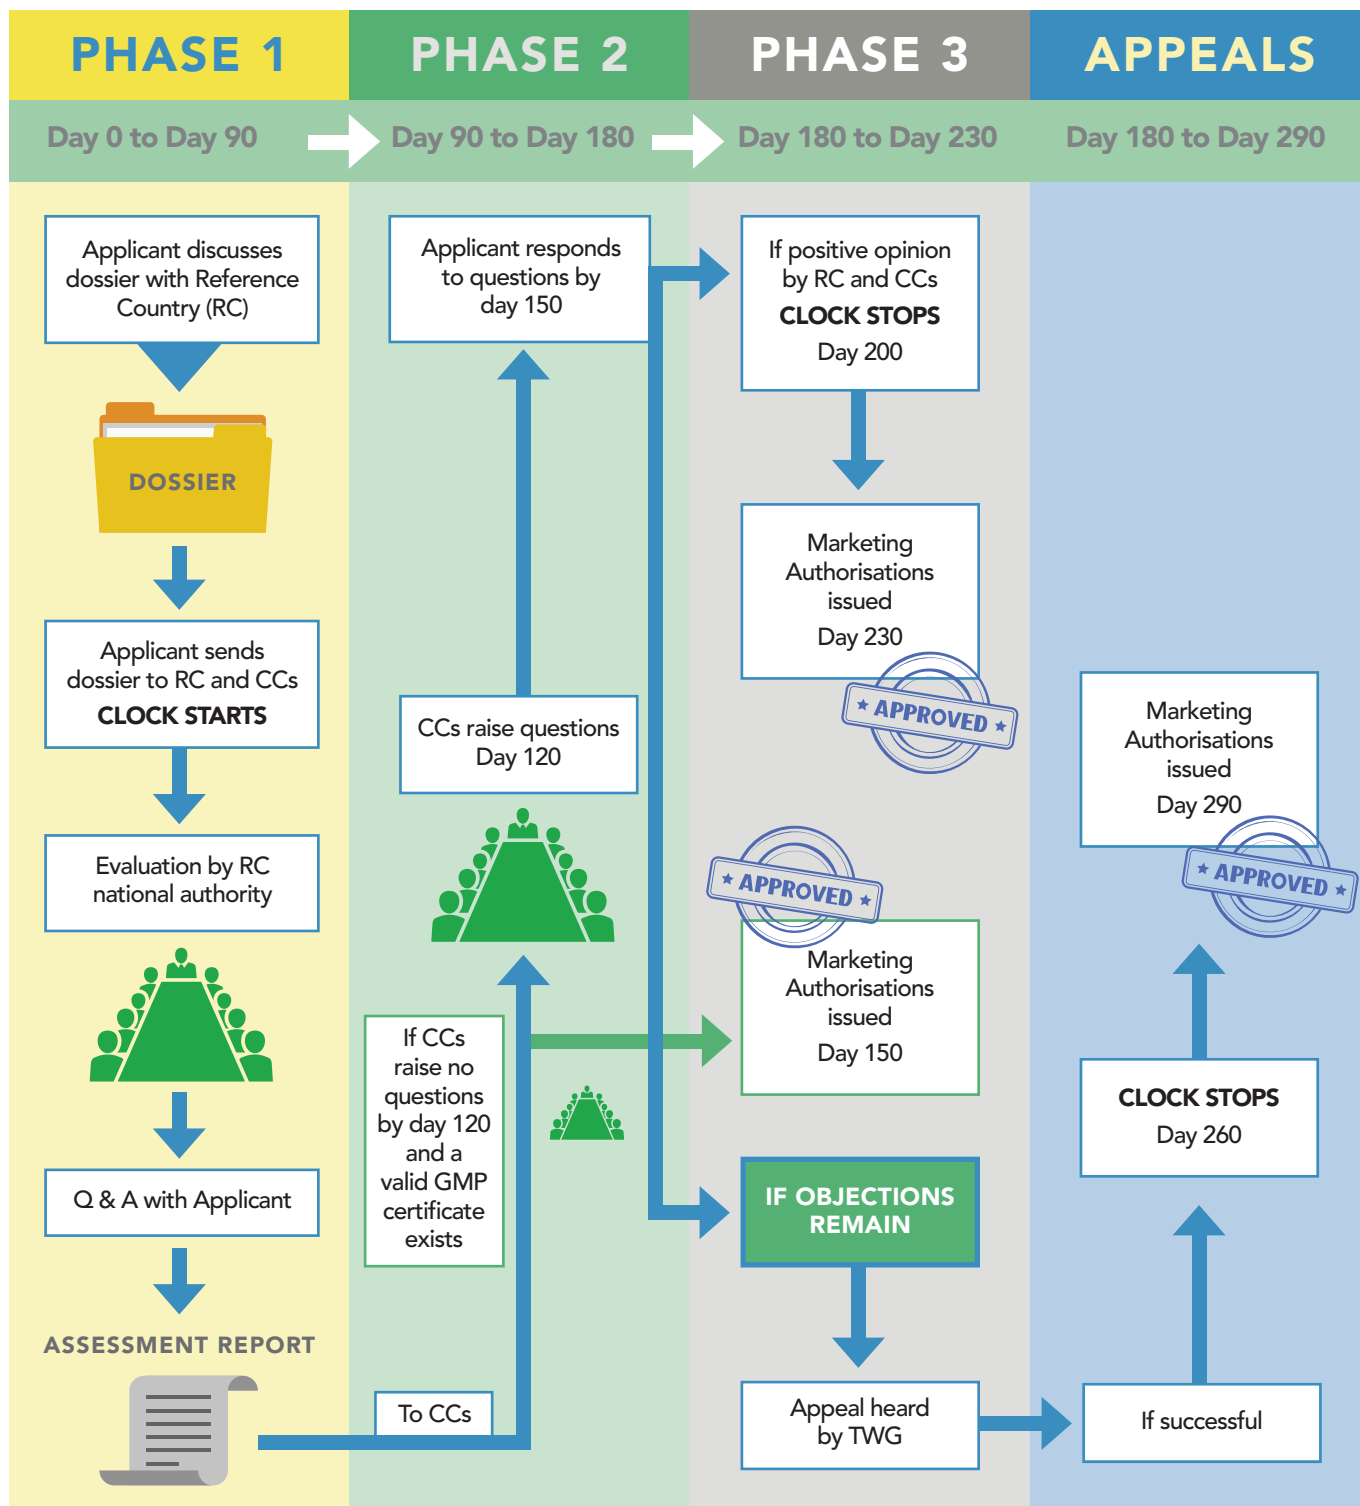 PHASE 1
Day 0 to Day 90
Applicant discusses
dossier with Reference
Country (RC)
DOSSIER
Applicant sends
dossier to RC and CCs
CLOCK STARTS
Evaluation by RC
national authority
Q & A with Applicant
ASSESSMENT REPORT
PHASE 2
Day 90 to Day 180
Applicant responds
to questions by
day 150
CCs raise questions
Day 120
If CCs
raise no
questions
by day 120
and a
valid GMP
certificate
exists
To CCs
PHASE 3
Day 180 to Day 230
If positive opinion
by RC and CCs
CLOCK STOPS
Day 200
Marketing
Authorisations
issued
Day 230
APPROVED
APPROVED
Marketing
Authorisations
issued
Day 150
IF OBJECTIONS
REMAIN
Appeal heard
by TWG
APPEALS
Day 180 to Day 290
Marketing
Authorisations
issued
Day 290
APPROVED
CLOCK STOPS
Day 260
If successful